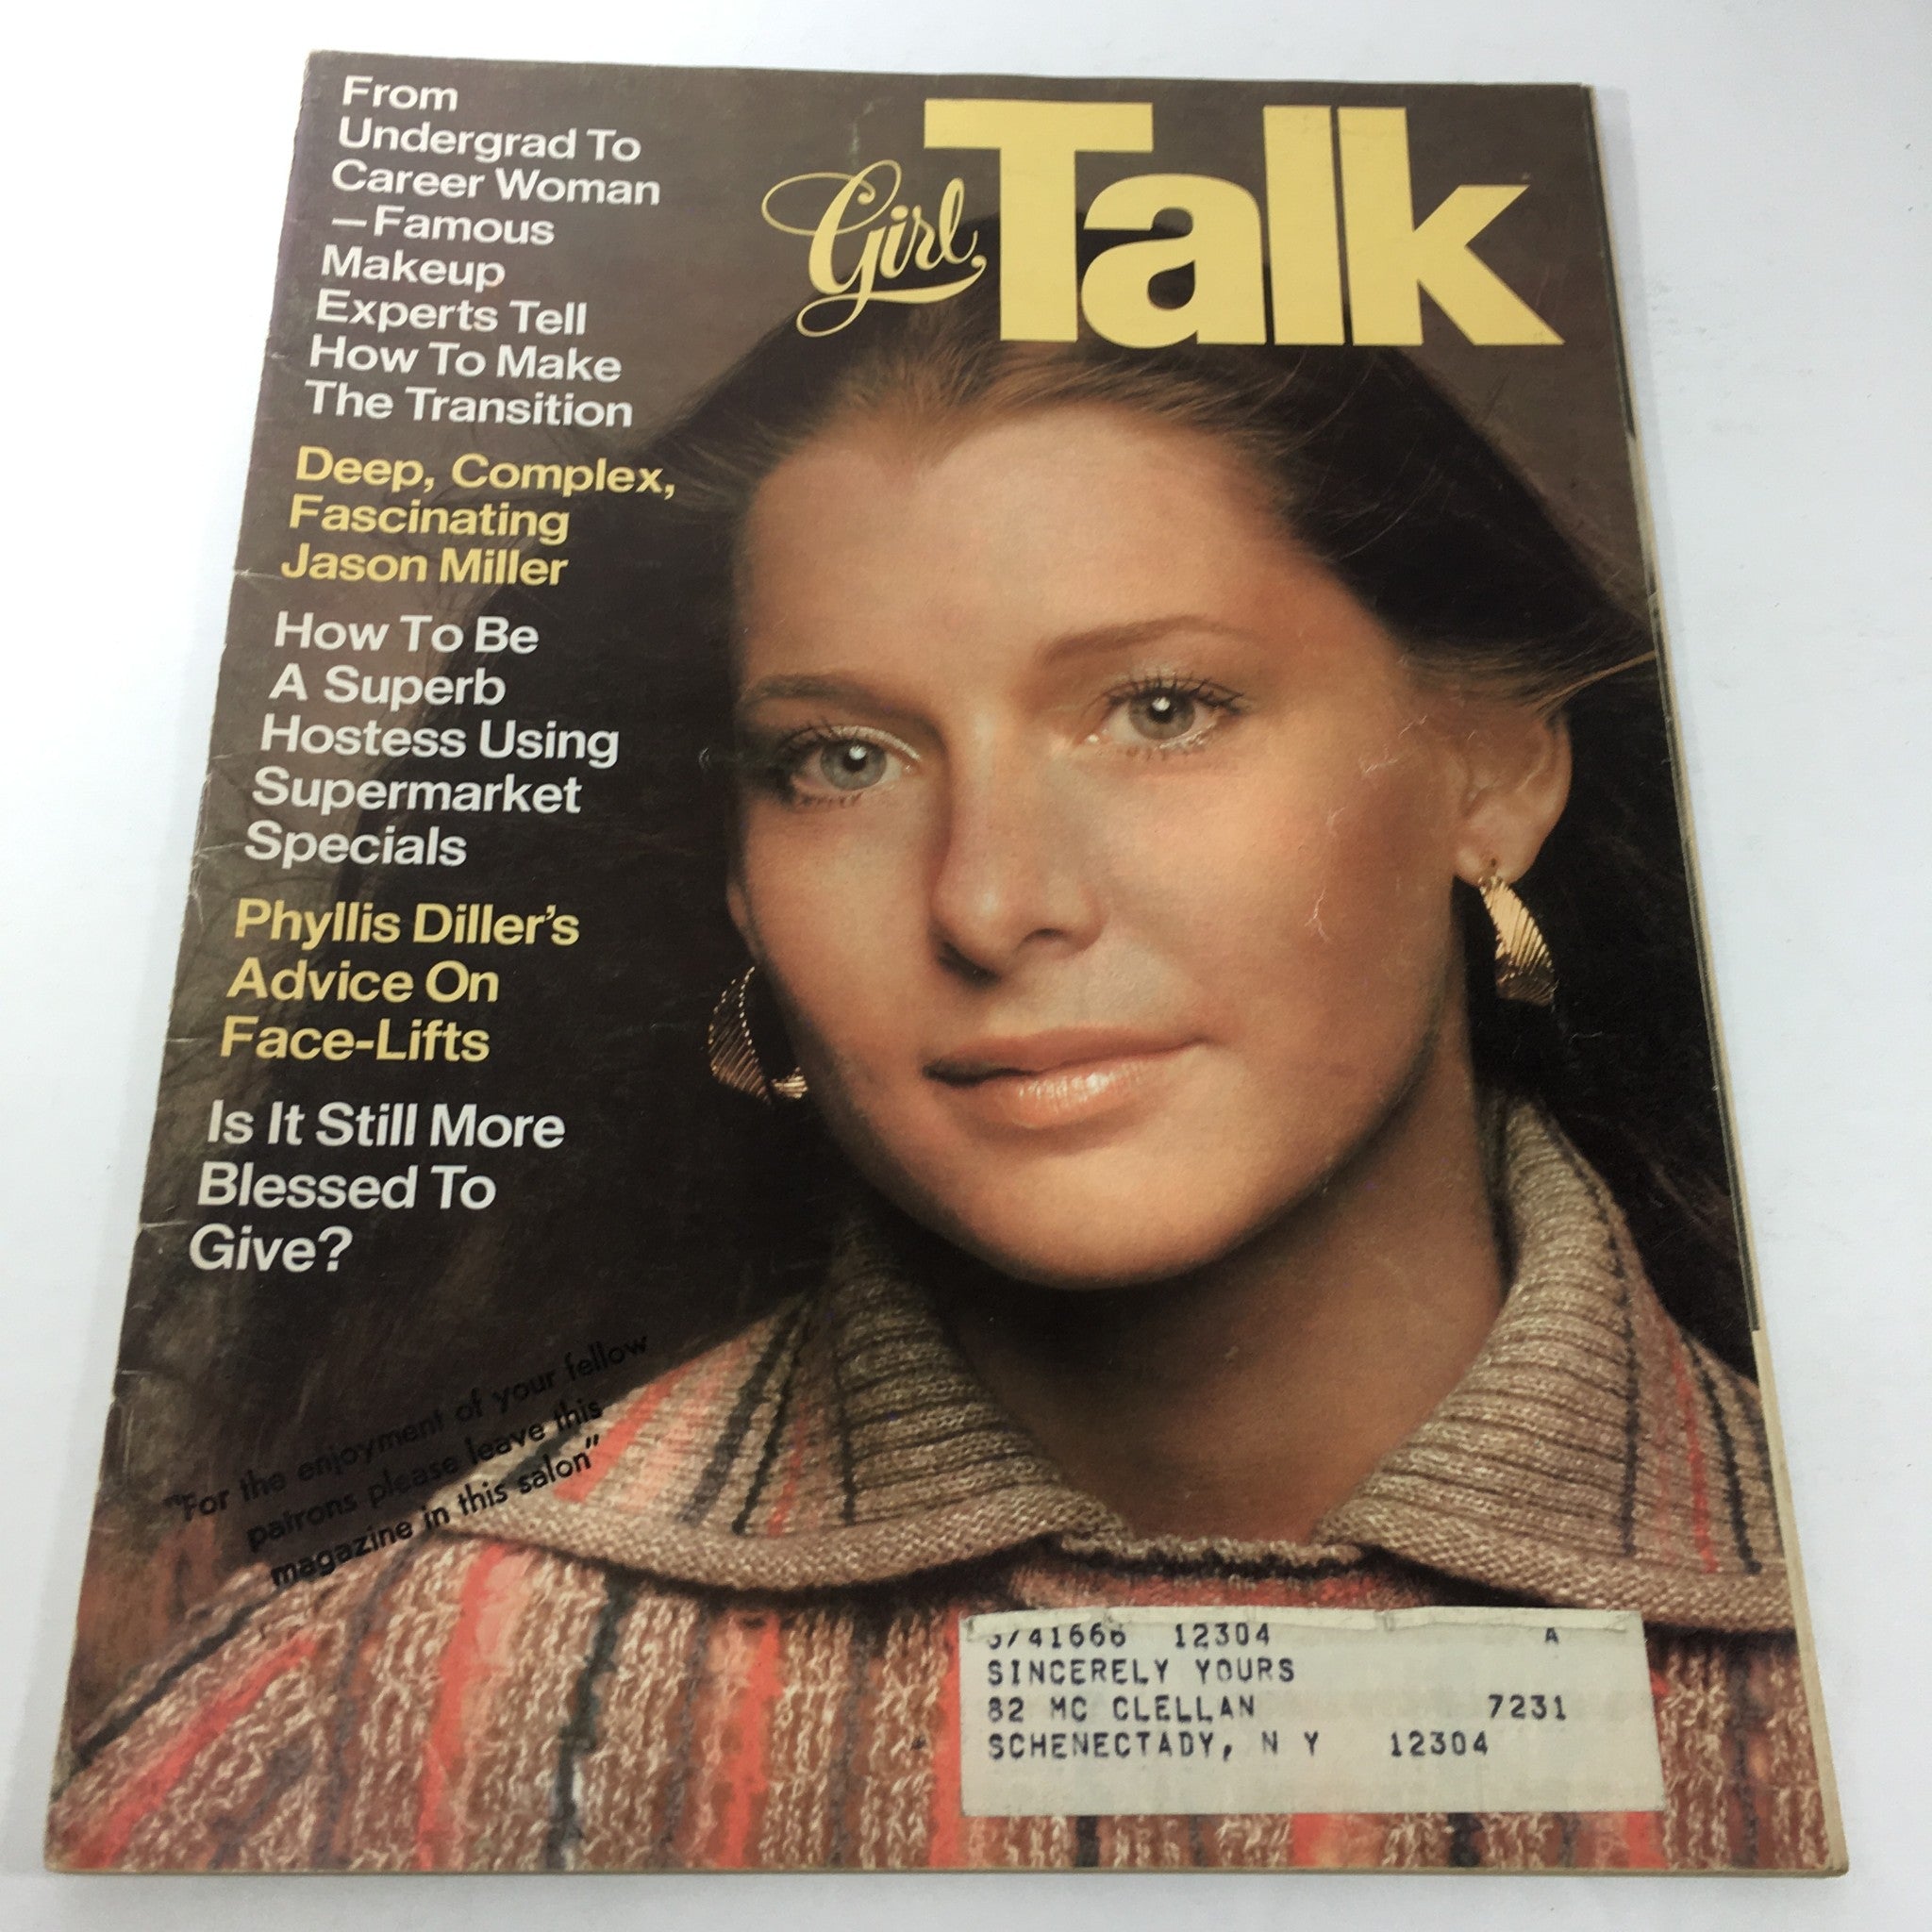 Girl Talk
From
Undergrad To
Career Woman
—Famous
Makeup
Experts Tell
How To Make
The Transition
Deep, Complex,
Fascinating
Jason Miller
How To Be
A Superb
Hostess Using
Supermarket
Specials
Phyllis Diller's
Advice On
Face-Lifts
Is It Still More
Blessed To
Give?
"For the enjoyment of your fellow
patrons please leave this
magazine in this salon"
12304 A
SINCERELY YOURS
82 MC CLELLAN 7231
SCHENECTADY, N Y 12304